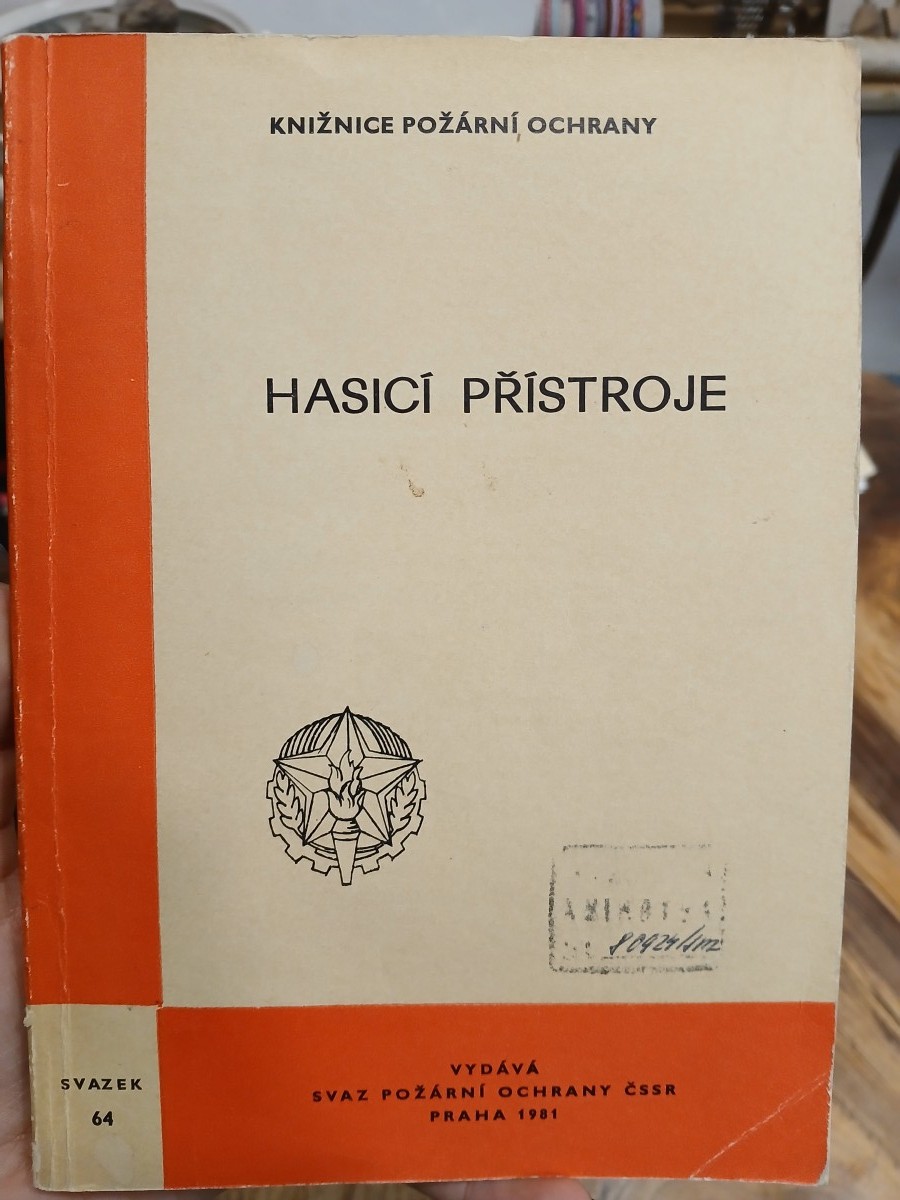 KNIŽNICE POŽÁRNÍ OCHRANY
HASICÍ PŘÍSTROJE
SVAZEK
64
VYDÁVÁ
SVAZ POŽÁRNÍ OCHRANY ČSSR
PRAHA 1981